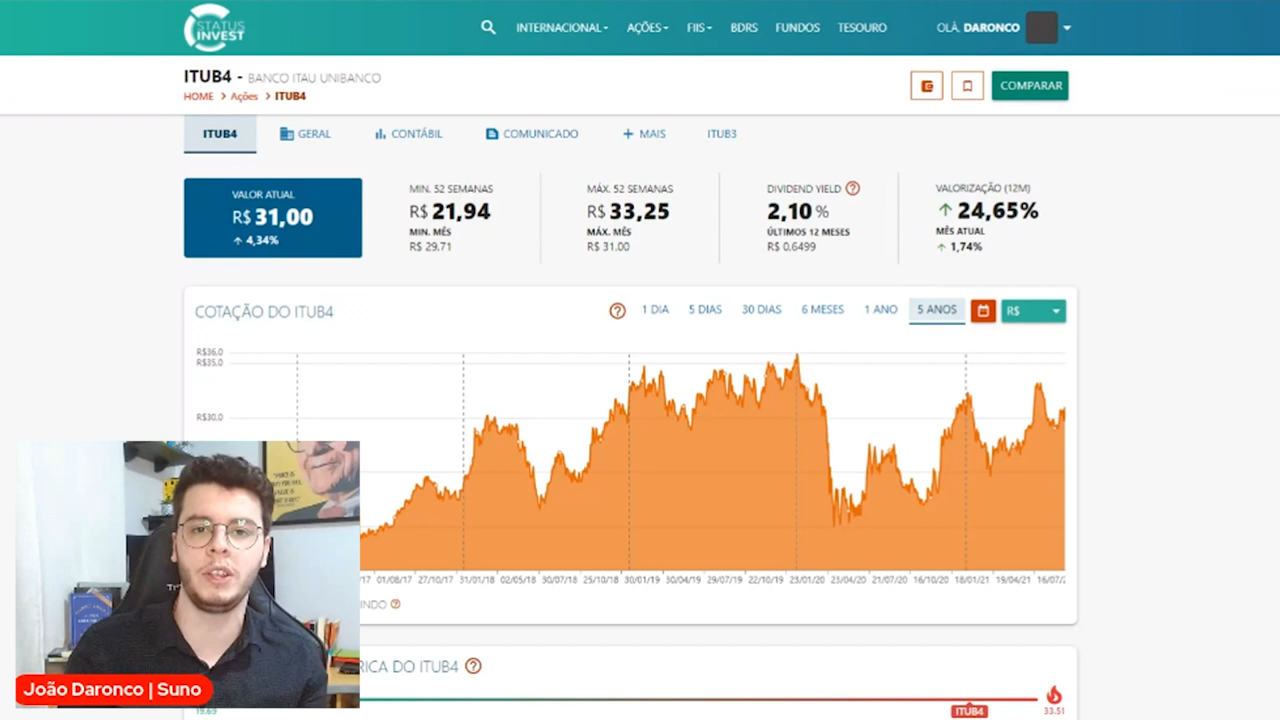 STATUS
INVEST
INTERNACIONAL
AÇÕES
FIIS
BDRS
FUNDOS
TESOURO
OLÁ, DARONCO
ITUB4 - BANCO ITAU UNIBANCO
HOME > Ações > ITUB4
COMPARAR
ITUB4
GERAL
CONTÁBIL
COMUNICADO
+ MAIS
ITUB3
VALOR ATUAL
R$ 31,00
↑ 4,34%
MIN. 52 SEMANAS
R$ 21,94
MIN. MÊS
R$ 29.71
MÁX. 52 SEMANAS
R$ 33,25
MÁX. MÊS
R$ 31.00
DIVIDEND YIELD ?
2,10 %
ÚLTIMOS 12 MESES
R$ 0,6499
VALORIZAÇÃO (12M)
↑ 24,65%
MÊS ATUAL
↑ 1,74%
COTAÇÃO DO ITUB4
?
1 DIA
5 DIAS
30 DIAS
6 MESES
1 ANO
5 ANOS
R$
R$36.0
R$35.0
R$30.0
/17 01/08/17 27/10/17 31/01/18 02/05/18 30/07/18 25/10/18 30/01/19 30/04/19 29/07/19 22/10/19 23/01/20 23/04/20 21/07/20 16/10/20 18/01/21 19/04/21 16/07/2
NDO ?
RICA DO ITUB4 ?
João Daronco | Suno
19.69
ITUB4
33.51